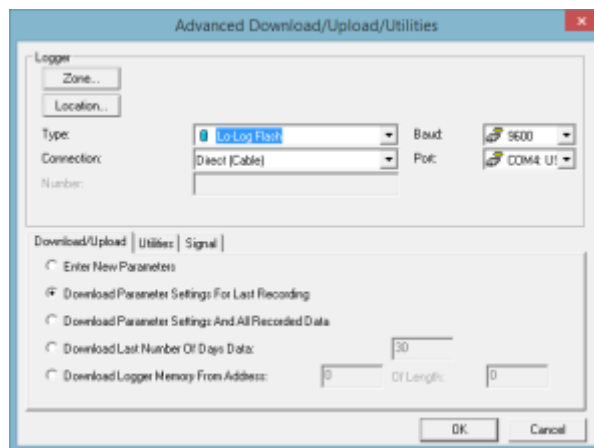 Advanced Download/Upload/Utilities
Logger
Zone...
Location...
Type: Lo-Log Flash Baud: 9600
Connection: Direct (Cable) Port: COM4: U
Number:
Download/Upload Utilities Signal
Enter New Parameters
Download Parameter Settings For Last Recording
Download Parameter Settings And All Recorded Data
Download Last Number Of Days Data: 30
Download Logger Memory From Address: 0 Of Length: 0
OK Cancel